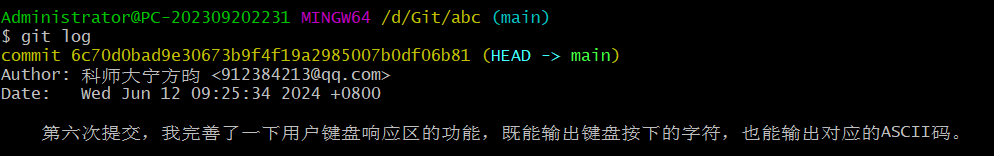 Administrator@PC-202309202231 MINGW64 /d/Git/abc (main)
$ git log
commit 6c70d0bad9e30673b9f4f19a2985007b0df06b81 (HEAD -> main)
Author: 科师大宁方昀 <912384213@qq.com>
Date:   Wed Jun 12 09:25:34 2024 +0800
第六次提交，我完善了一下用户键盘响应区的功能，既能输出键盘按下的字符，也能输出对应的ASCII码。